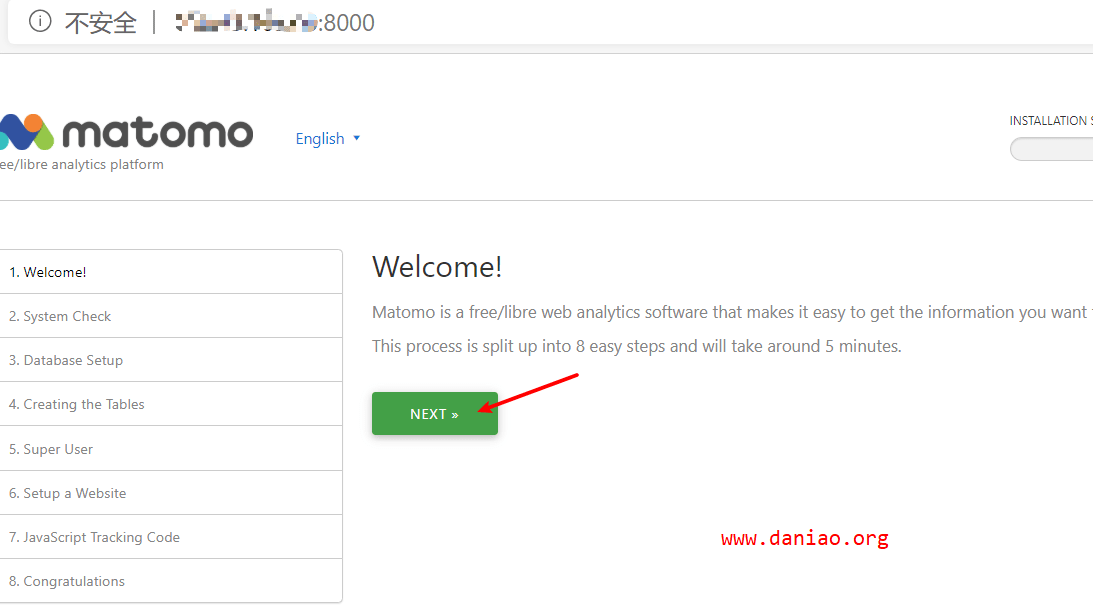 不安全
:8000
matomo
English
ee/libre analytics platform
INSTALLATION
1. Welcome!
2. System Check
3. Database Setup
4. Creating the Tables
5. Super User
6. Setup a Website
7. JavaScript Tracking Code
8. Congratulations
Welcome!
Matomo is a free/libre web analytics software that makes it easy to get the information you want
This process is split up into 8 easy steps and will take around 5 minutes.
NEXT »
www.daniao.org